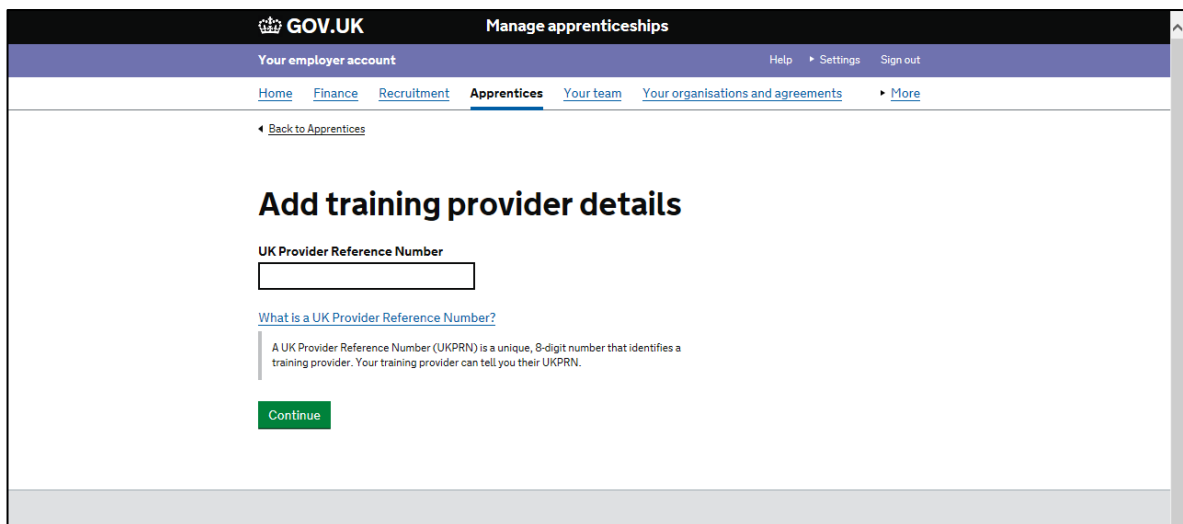 GOV.UK Manage apprenticeships
Your employer account Help Settings Sign out
Home Finance Recruitment Apprentices Your team Your organisations and agreements More
Back to Apprentices
Add training provider details
UK Provider Reference Number
What is a UK Provider Reference Number?
A UK Provider Reference Number (UKPRN) is a unique, 8-digit number that identifies a
training provider. Your training provider can tell you their UKPRN.
Continue